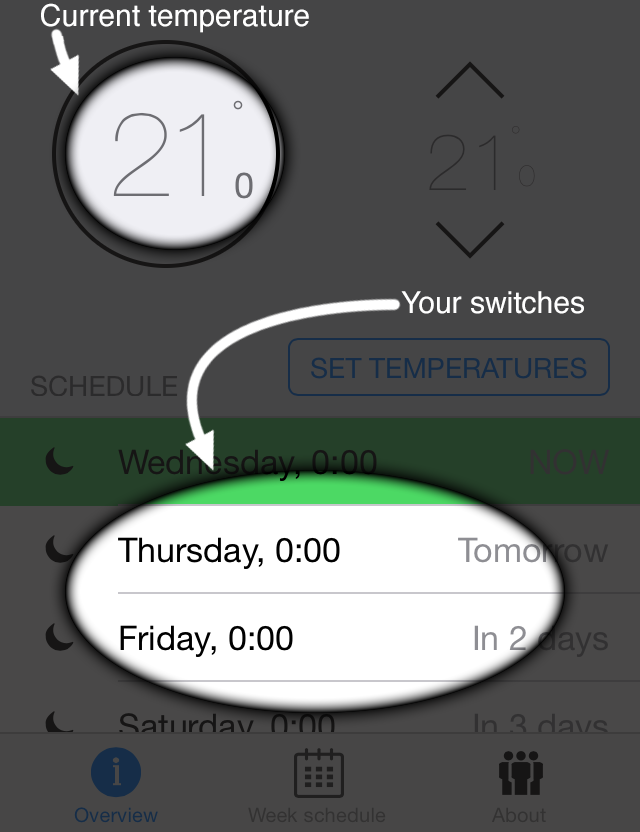 Current temperature
21°0
21°0
Your switches
SCHEDULE
SET TEMPERATURES
Wednesday, 0:00 NOW
Thursday, 0:00 Tomorrow
Friday, 0:00 In 2 days
Saturday, 0:00 In 3 days
Overview Week schedule About